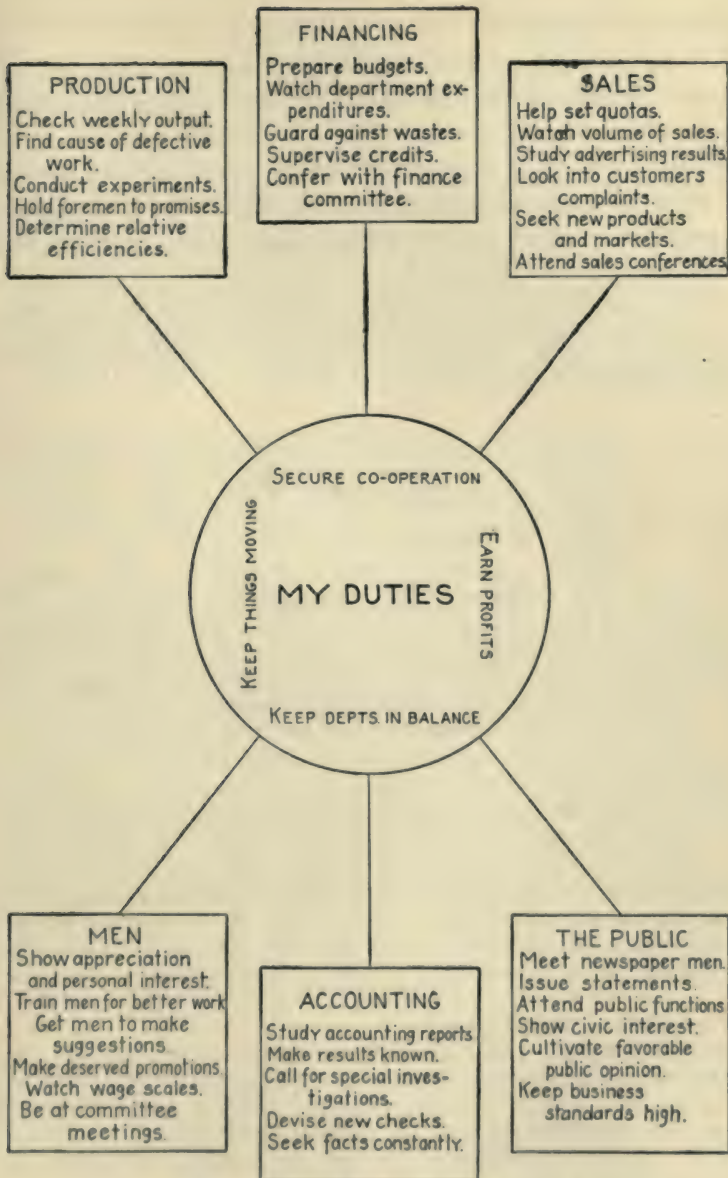 FINANCING
Prepare budgets.
Watch department ex-
penditures.
Guard against wastes.
Supervise credits.
Confer with finance
committee.
PRODUCTION
Check weekly output.
Find cause of defective
work.
Conduct experiments.
Hold foremen to promises.
Determine relative
efficiencies.
SALES
Help set quotas.
Watch volume of sales.
Study advertising results
Look into customers
complaints.
Seek new products
and markets.
Attend sales conferences
SECURE CO-OPERATION
KEEP THINGS MOVING
MY DUTIES
EARN PROFITS
KEEP DEPTS. IN BALANCE
MEN
Show appreciation
and personal interest.
Train men for better work
Get men to make
suggestions
Make deserved promotions.
Watch wage scales.
Be at committee
meetings.
ACCOUNTING
Study accounting reports
Make results known.
Call for special inves-
tigations.
Devise new checks.
Seek facts constantly.
THE PUBLIC
Meet newspaper men.
Issue statements.
Attend public functions
Show civic interest.
Cultivate favorable
public opinion.
Keep business
standards high.